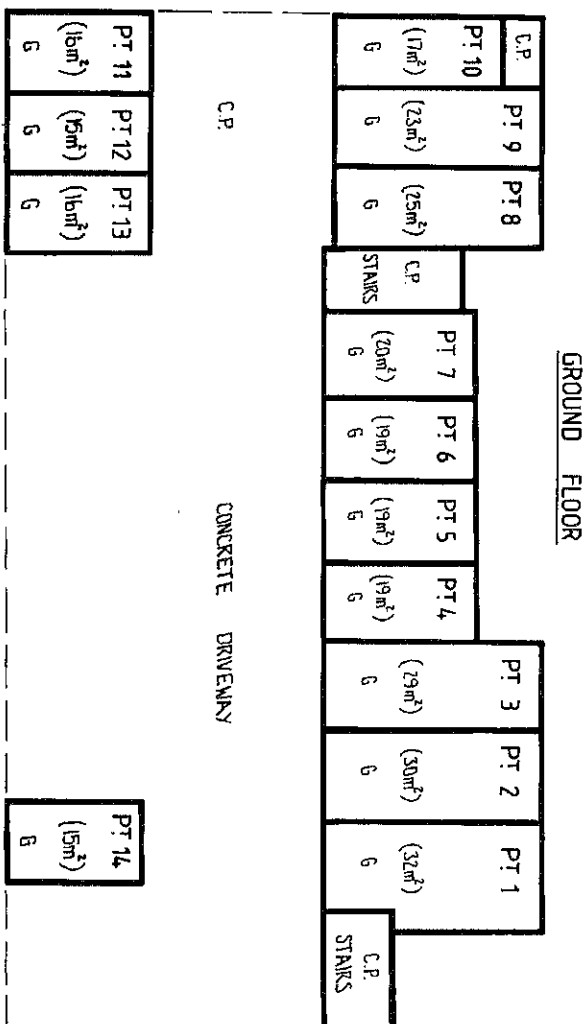 GROUND FLOOR
C.P.
PT. 10
(17m²)
G
PT. 9
(23m²)
G
PT. 8
(25m²)
G
C.P.
STAIRS
PT. 7
(20m²)
G
PT. 6
(19m²)
G
PT. 5
(19m²)
G
PT. 4
(19m²)
G
PT. 3
(29m²)
G
PT. 2
(30m²)
G
PT. 1
(32m²)
G
C.P.
STAIRS
C.P.
CONCRETE DRIVEWAY
PT. 11
(16m²)
G
PT. 12
(15m²)
G
PT. 13
(16m²)
G
PT. 14
(15m²)
G